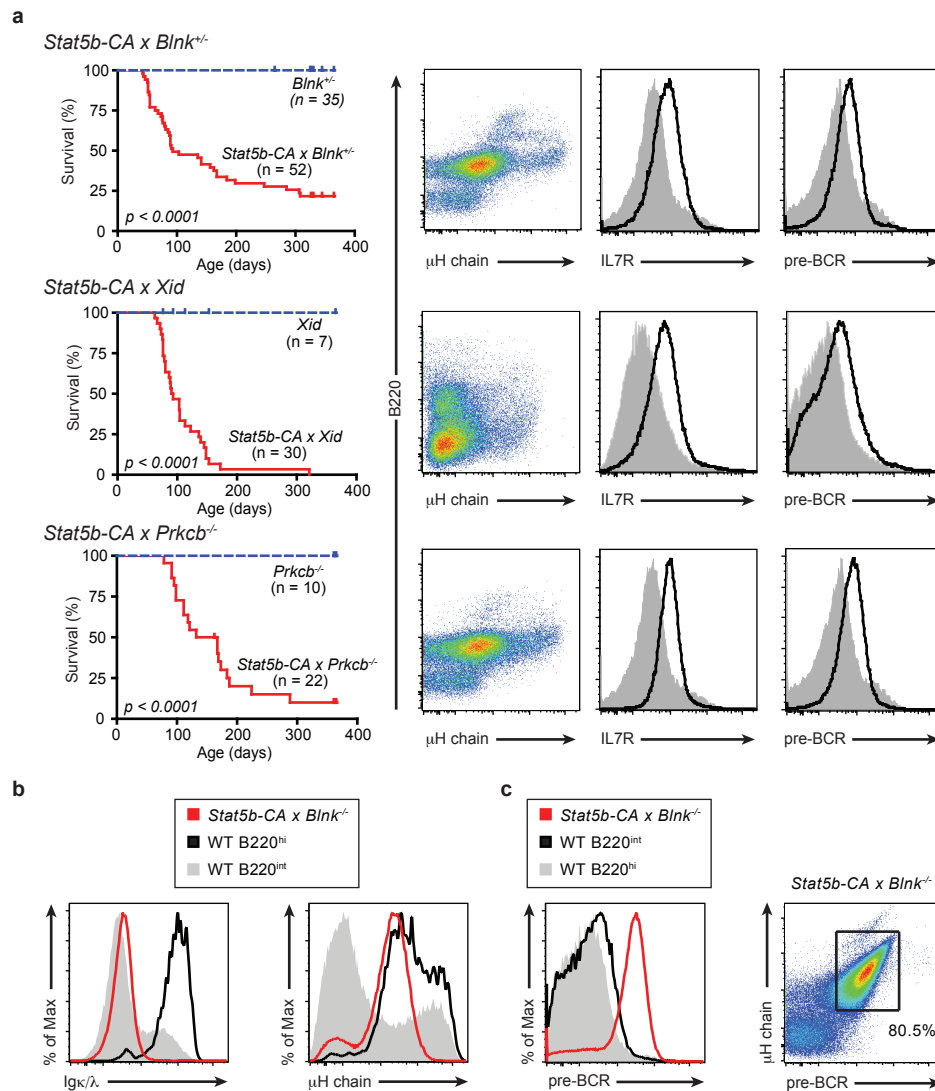 a
Stat5b-CA x Blnk+/-
100
75
50
25
0
Survival (%)
Blnk+/-
(n = 35)
Stat5b-CA x Blnk+/-
(n = 52)
p < 0.0001
0 100 200 300 400
Age (days)
μH chain
IL7R
pre-BCR
Stat5b-CA x Xid
100
75
50
25
0
Survival (%)
Xid
(n = 7)
Stat5b-CA x Xid
(n = 30)
p < 0.0001
0 100 200 300 400
Age (days)
B220
μH chain
IL7R
pre-BCR
Stat5b-CA x Prkcb-/-
100
75
50
25
0
Survival (%)
Prkcb-/-
(n = 10)
Stat5b-CA x Prkcb-/-
(n = 22)
p < 0.0001
0 100 200 300 400
Age (days)
μH chain
IL7R
pre-BCR
b
Stat5b-CA x Blnk-/-
WT B220hi
WT B220int
% of Max
Igκ/λ
% of Max
μH chain
c
Stat5b-CA x Blnk-/-
WT B220int
WT B220hi
% of Max
pre-BCR
Stat5b-CA x Blnk-/-
μH chain
80.5%
pre-BCR